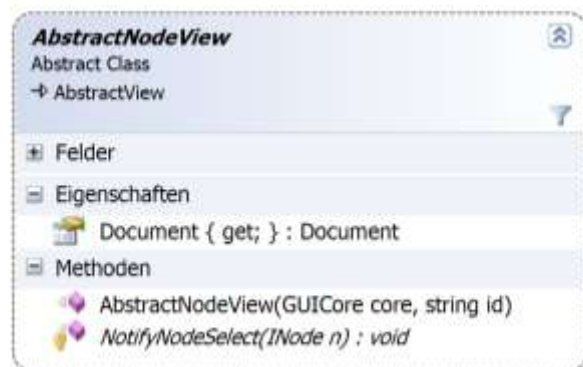 AbstractNodeView
Abstract Class
AbstractView
Felder
Eigenschaften
Document { get; } : Document
Methoden
AbstractNodeView(GUICore core, string id)
NotifyNodeSelect(INode n) : void